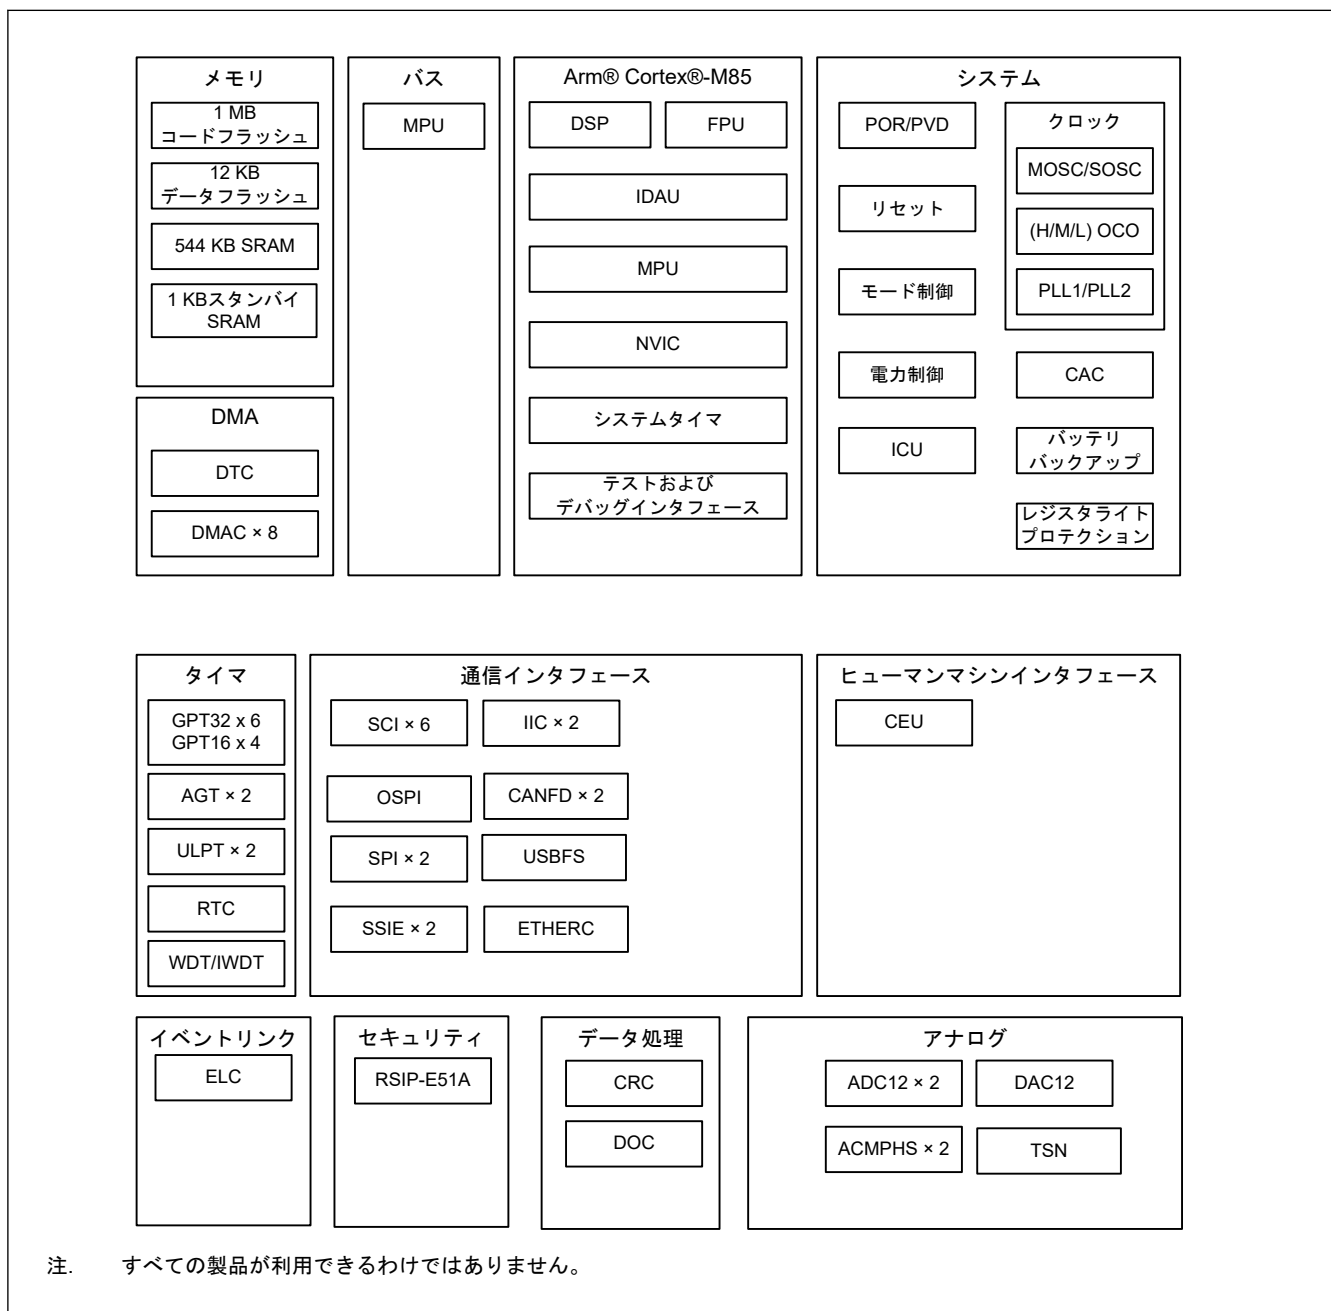 メモリ
1 MB
コードフラッシュ
12 KB
データフラッシュ
544 KB SRAM
1 KBスタンバイ
SRAM
DMA
DTC
DMAC × 8
バス
MPU
Arm® Cortex®-M85
DSP
FPU
IDAU
MPU
NVIC
システムタイマ
テストおよび
デバッグインタフェース
システム
POR/PVD
リセット
モード制御
電力制御
ICU
クロック
MOSC/SOSC
(H/M/L) OCO
PLL1/PLL2
CAC
バッテリ
バックアップ
レジスタライト
プロテクション
タイマ
GPT32 x 6
GPT16 x 4
AGT × 2
ULPT × 2
RTC
WDT/IWDT
通信インタフェース
SCI × 6
IIC × 2
OSPI
CANFD × 2
SPI × 2
USBFS
SSIE × 2
ETHERC
ヒューマンマシンインタフェース
CEU
イベントリンク
ELC
セキュリティ
RSIP-E51A
データ処理
CRC
DOC
アナログ
ADC12 × 2
DAC12
ACMPHS × 2
TSN
注. すべての製品が利用できるわけではありません。